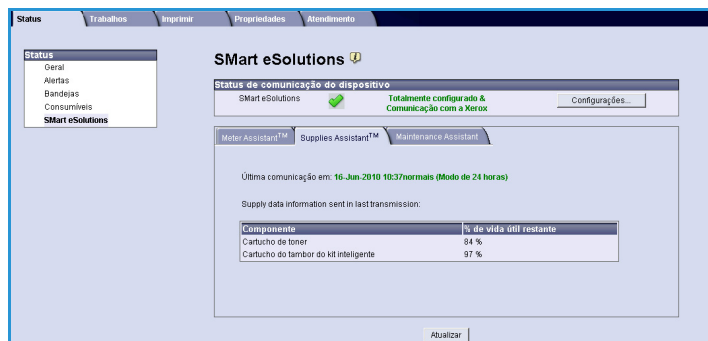 Status Trabalhos Imprimir Propriedades Atendimento
Status
Geral
Alertas
Bandejas
Consumíveis
SMart eSolutions
SMart eSolutions
Status de comunicação do dispositivo
SMart eSolutions Totalmente configurado & Configurações...
Comunicação com a Xerox
Meter Assistant™ Supplies Assistant™ Maintenance Assistant
Última comunicação em: 16-Jun-2010 10:37normais (Modo de 24 horas)
Supply data information sent in last transmission:
Componente % de vida útil restante
Cartucho de toner 84 %
Cartucho do tambor do kit inteligente 97 %
Atualizar